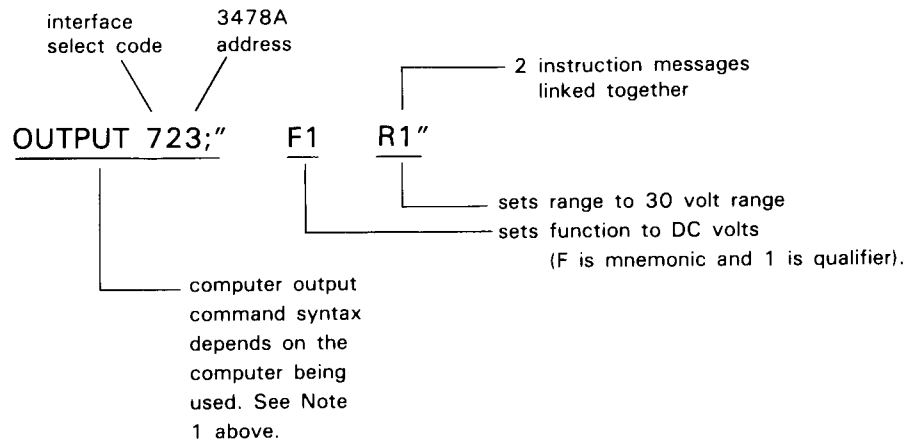 interface
select code
3478A
address
2 instruction messages
linked together
OUTPUT 723;" F1 R1"
sets range to 30 volt range
sets function to DC volts
(F is mnemonic and 1 is qualifier).
computer output
command syntax
depends on the
computer being
used. See Note
1 above.